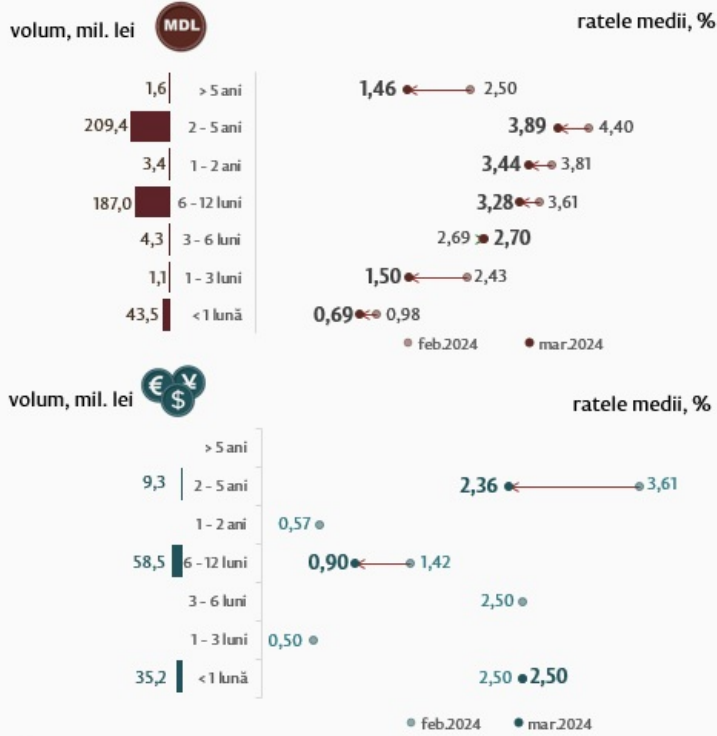 volum, mil. lei MDL ratele medii, %
1,6 > 5 ani 1,46 2,50
209,4 2 - 5 ani 3,89 4,40
3,4 1 - 2 ani 3,44 3,81
187,0 6 - 12 luni 3,28 3,61
4,3 3 - 6 luni 2,69 2,70
1,1 1 - 3 luni 1,50 2,43
43,5 < 1 lună 0,69 0,98
feb.2024 mar.2024
volum, mil. lei € ¥ $ ratele medii, %
> 5 ani
9,3 2 - 5 ani 2,36 3,61
1 - 2 ani 0,57
58,5 6 - 12 luni 0,90 1,42
3 - 6 luni 2,50
1 - 3 luni 0,50
35,2 < 1 lună 2,50 2,50
feb.2024 mar.2024